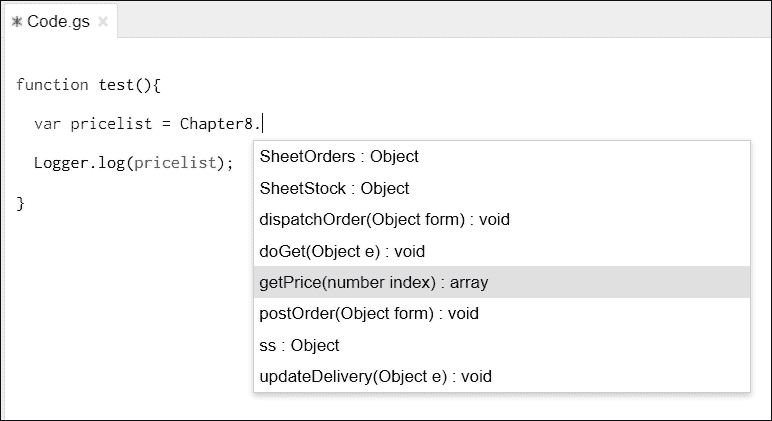 ✳ Code.gs ×
function test(){
var pricelist = Chapter8.
Logger.log(pricelist);
}
SheetOrders : Object
SheetStock : Object
dispatchOrder(Object form) : void
doGet(Object e) : void
getPrice(number index) : array
postOrder(Object form) : void
ss : Object
updateDelivery(Object e) : void